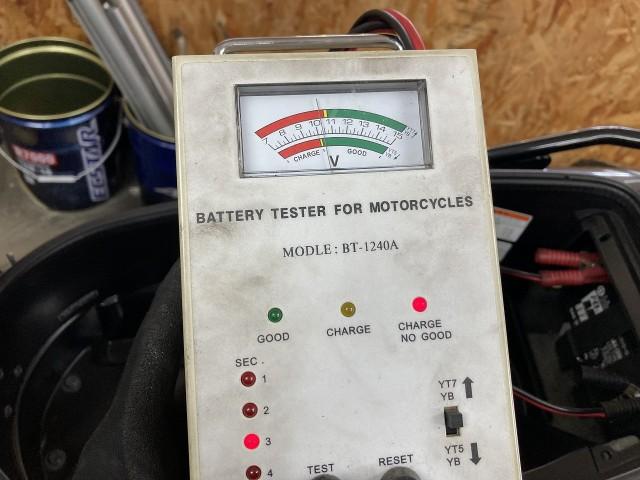 7 8 9 10 11 12 13 14 15
CHARGE GOOD
V
BATTERY TESTER FOR MOTORCYCLES
MODLE : BT-1240A
GOOD
CHARGE
CHARGE
NO GOOD
SEC.
1
2
3
4
YT7
YB
YT5
YB
TEST
RESET
ECSTAR